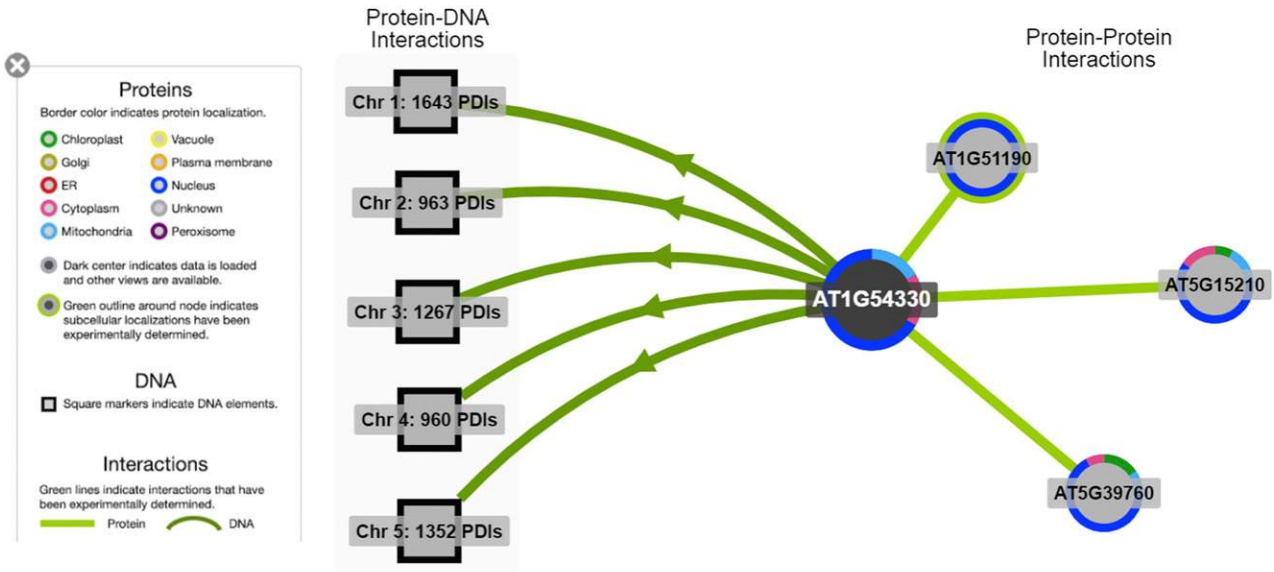 Protein-DNA
Interactions
Protein-Protein
Interactions
Proteins
Border color indicates protein localization.
Chloroplast
Vacuole
Golgi
Plasma membrane
ER
Nucleus
Cytoplasm
Unknown
Mitochondria
Peroxisome
Dark center indicates data is loaded
and other views are available.
Green outline around node indicates
subcellular localizations have been
experimentally determined.
DNA
Square markers indicate DNA elements.
Interactions
Green lines indicate interactions that have
been experimentally determined.
Protein
DNA
Chr 1: 1643 PDIs
Chr 2: 963 PDIs
Chr 3: 1267 PDIs
Chr 4: 960 PDIs
Chr 5: 1352 PDIs
AT1G54330
AT1G51190
AT5G15210
AT5G39760